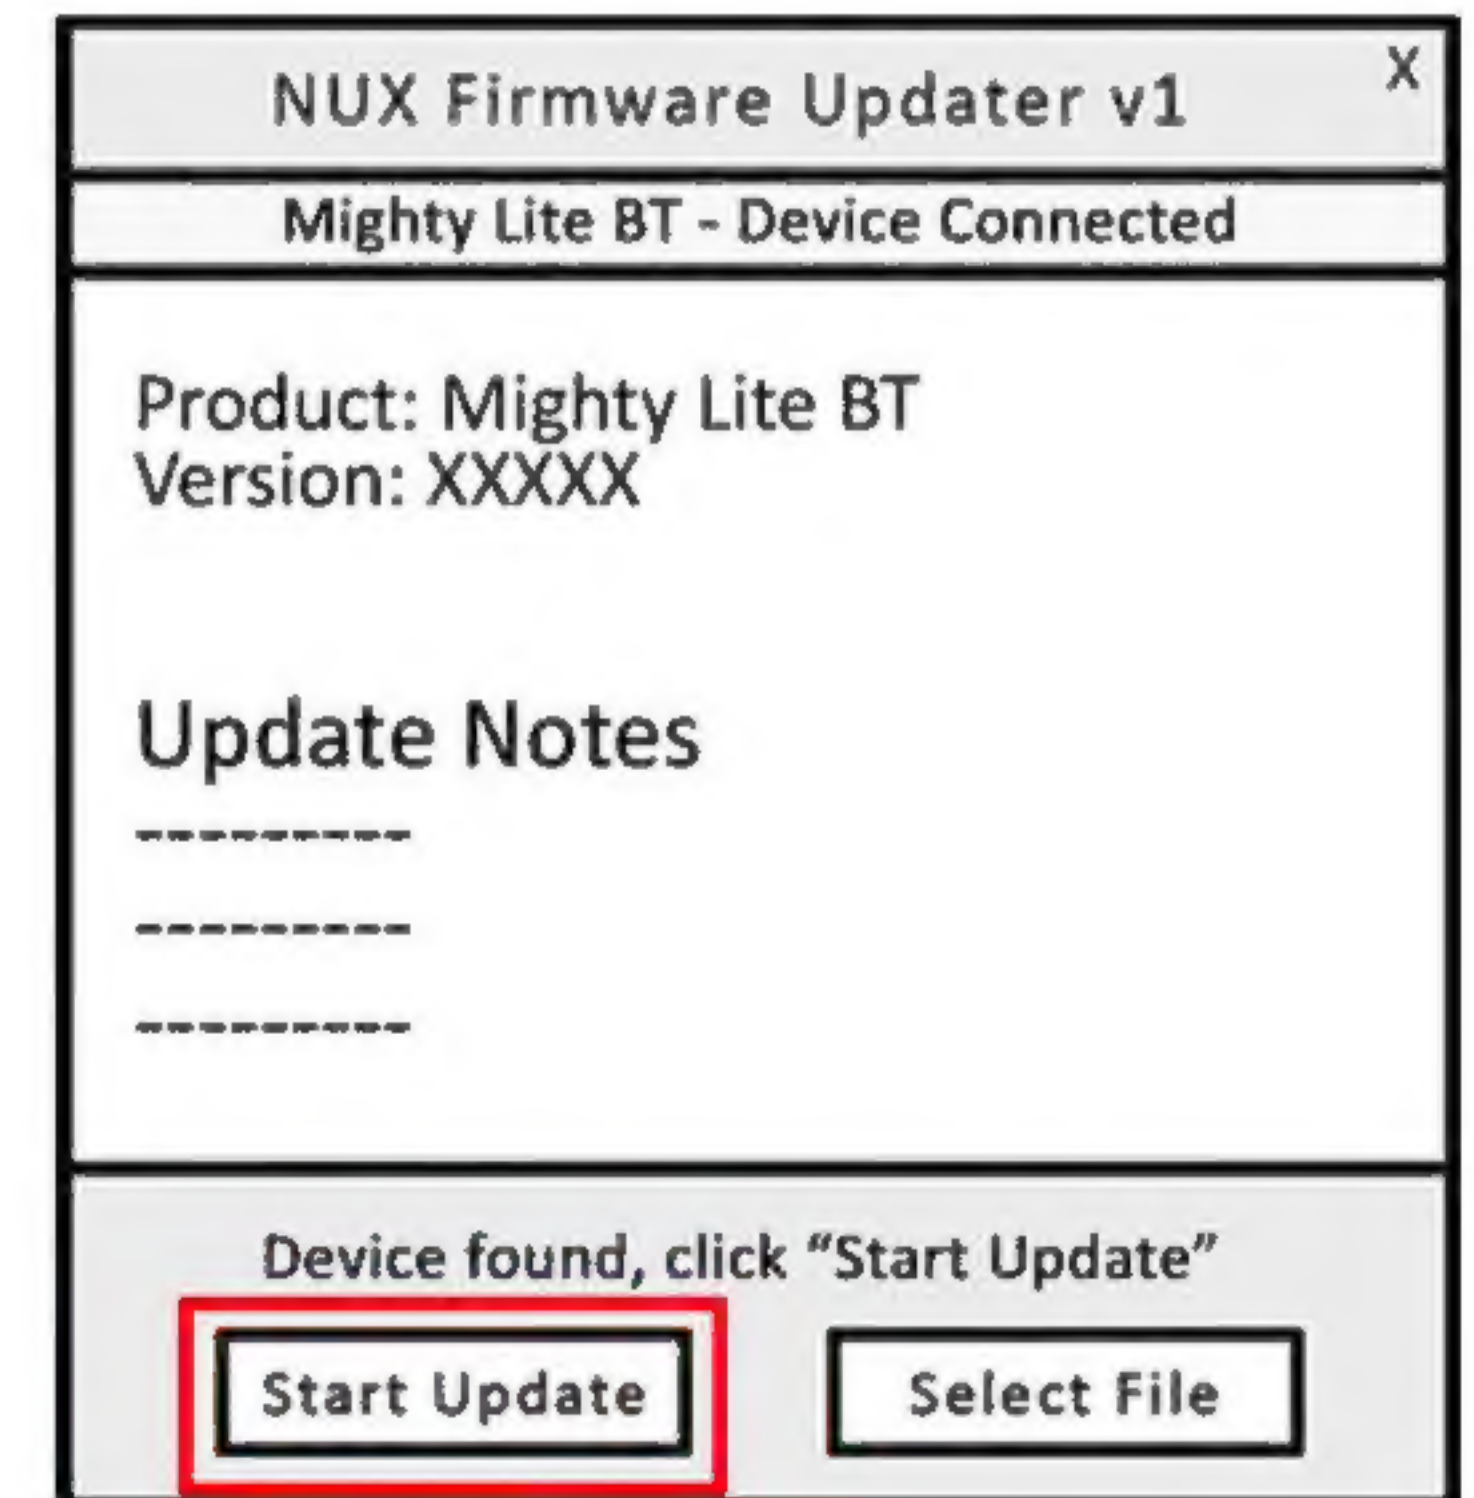 NUX Firmware Updater v1
X
Mighty Lite BT - Device Connected
Product: Mighty Lite BT
Version: XXXXX
Update Notes
---------
---------
---------
Device found, click “Start Update”
Start Update
Select File